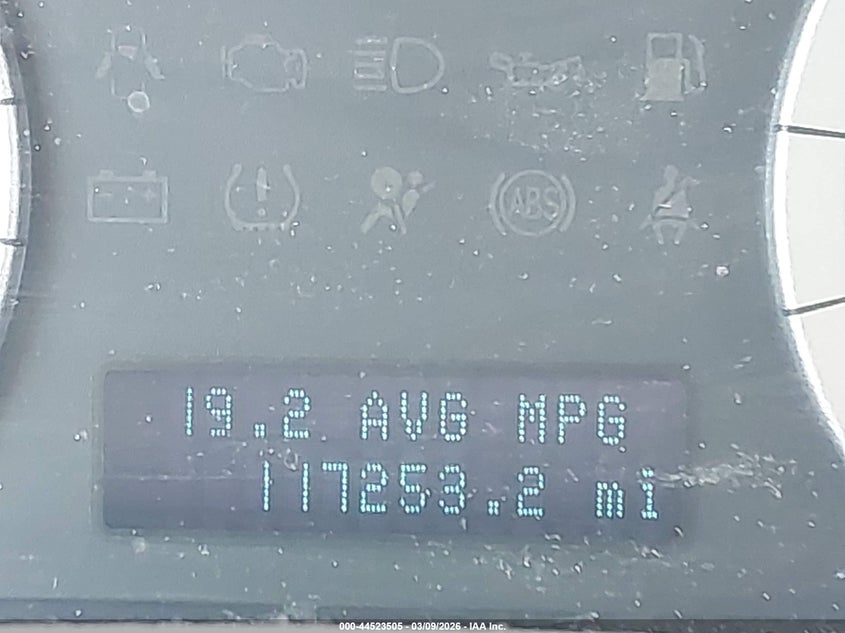 ABS
19.2 AVG MPG
117253.2 mi
000-44523505 - 03/09/2026 - IAA Inc.